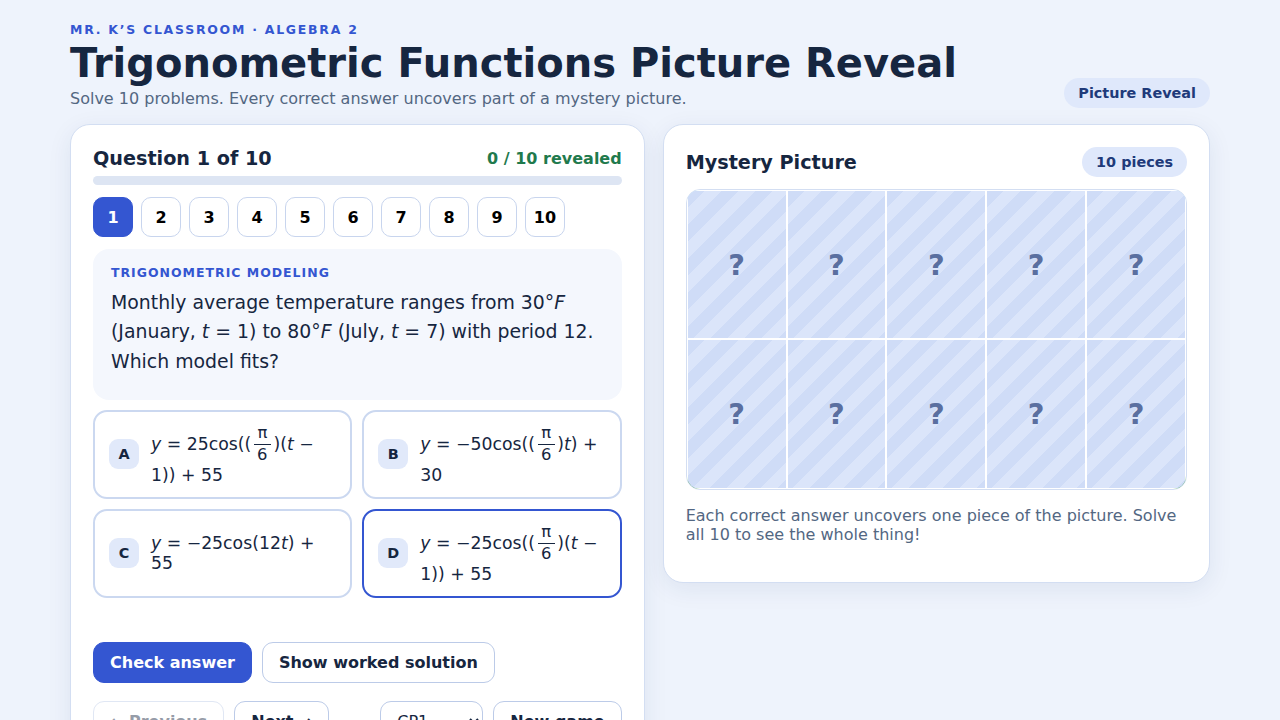 MR. K’S CLASSROOM · ALGEBRA 2
Trigonometric Functions Picture Reveal
Solve 10 problems. Every correct answer uncovers part of a mystery picture.
Picture Reveal
Question 1 of 10
0 / 10 revealed
1 2 3 4 5 6 7 8 9 10
TRIGONOMETRIC MODELING
Monthly average temperature ranges from 30°F
(January, t = 1) to 80°F (July, t = 7) with period 12.
Which model fits?
A
y = 25cos((π/6)(t −
1)) + 55
B
y = −50cos((π/6)t) +
30
C
y = −25cos(12t) +
55
D
y = −25cos((π/6)(t −
1)) + 55
Check answer
Show worked solution
Previous
Next
CP1
New game
Mystery Picture
10 pieces
? ? ? ? ?
? ? ? ? ?
Each correct answer uncovers one piece of the picture. Solve
all 10 to see the whole thing!